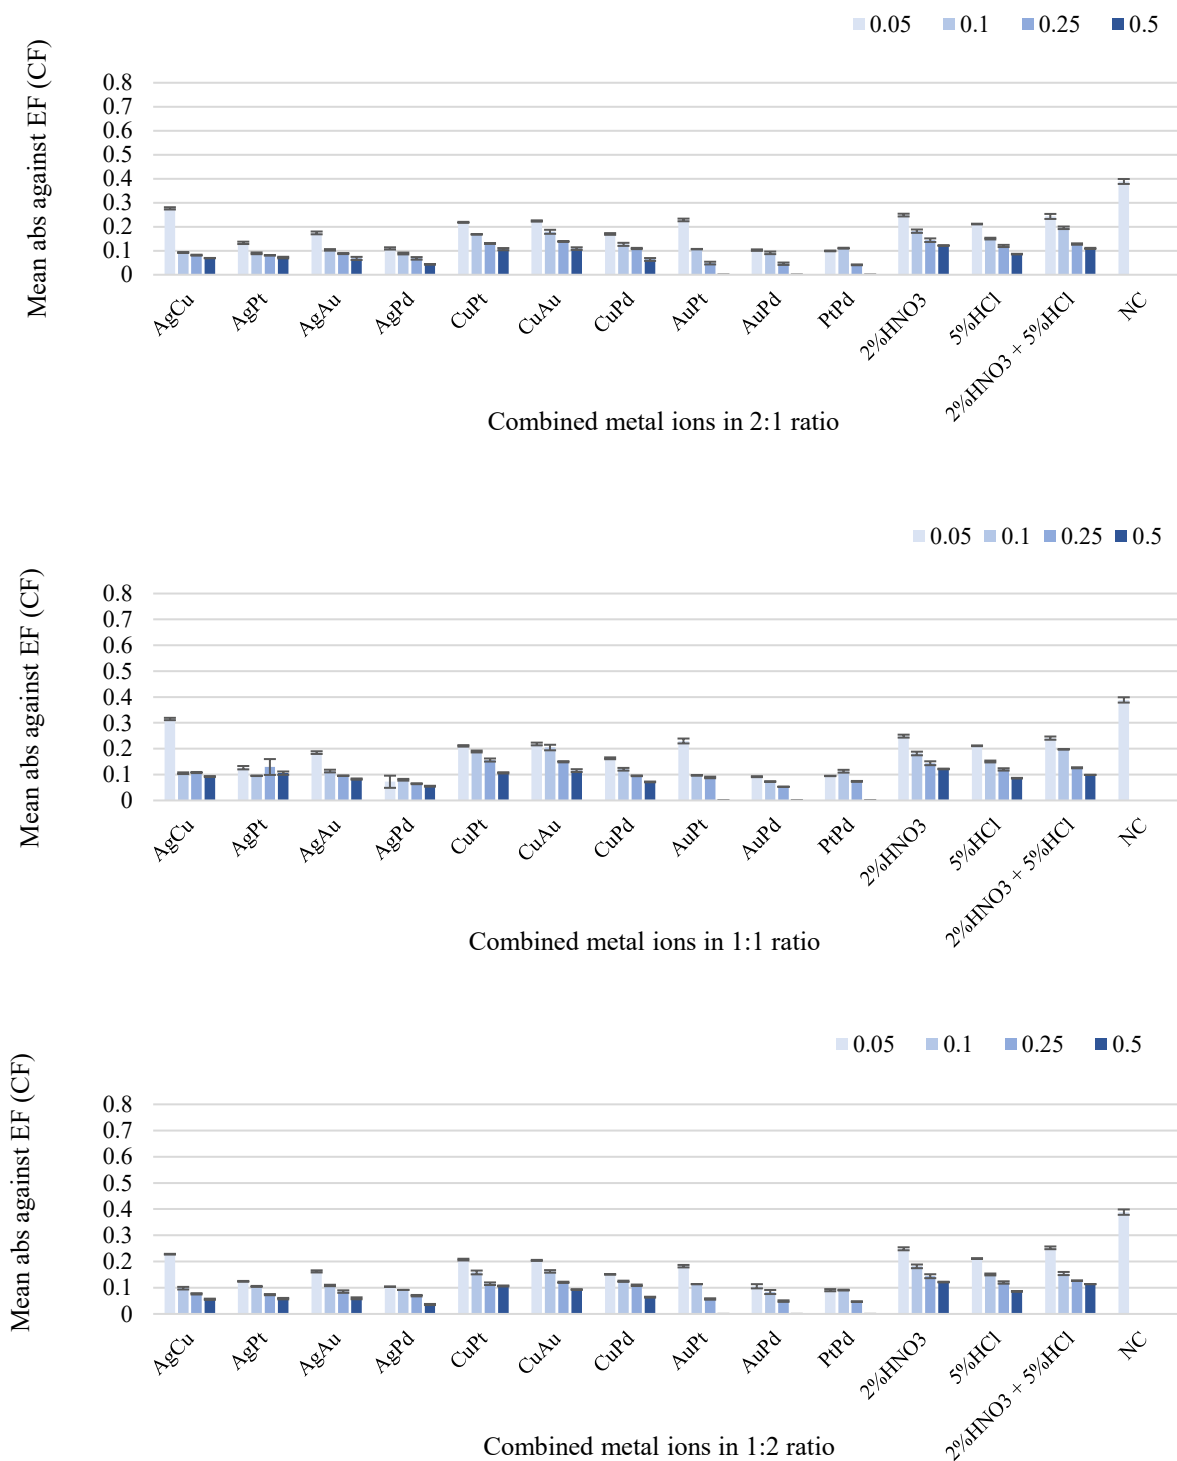 0.05 0.1 0.25 0.5
Mean abs against EF (CF)
0.8
0.7
0.6
0.5
0.4
0.3
0.2
0.1
0
AgCu AgPt AgAu AgPd CuPt CuAu CuPd AuPt AuPd PtPd 2%HNO3 5%HCl 2%HNO3 + 5%HCl NC
Combined metal ions in 2:1 ratio
0.05 0.1 0.25 0.5
Mean abs against EF (CF)
0.8
0.7
0.6
0.5
0.4
0.3
0.2
0.1
0
AgCu AgPt AgAu AgPd CuPt CuAu CuPd AuPt AuPd PtPd 2%HNO3 5%HCl 2%HNO3 + 5%HCl NC
Combined metal ions in 1:1 ratio
0.05 0.1 0.25 0.5
Mean abs against EF (CF)
0.8
0.7
0.6
0.5
0.4
0.3
0.2
0.1
0
AgCu AgPt AgAu AgPd CuPt CuAu CuPd AuPt AuPd PtPd 2%HNO3 5%HCl 2%HNO3 + 5%HCl NC
Combined metal ions in 1:2 ratio